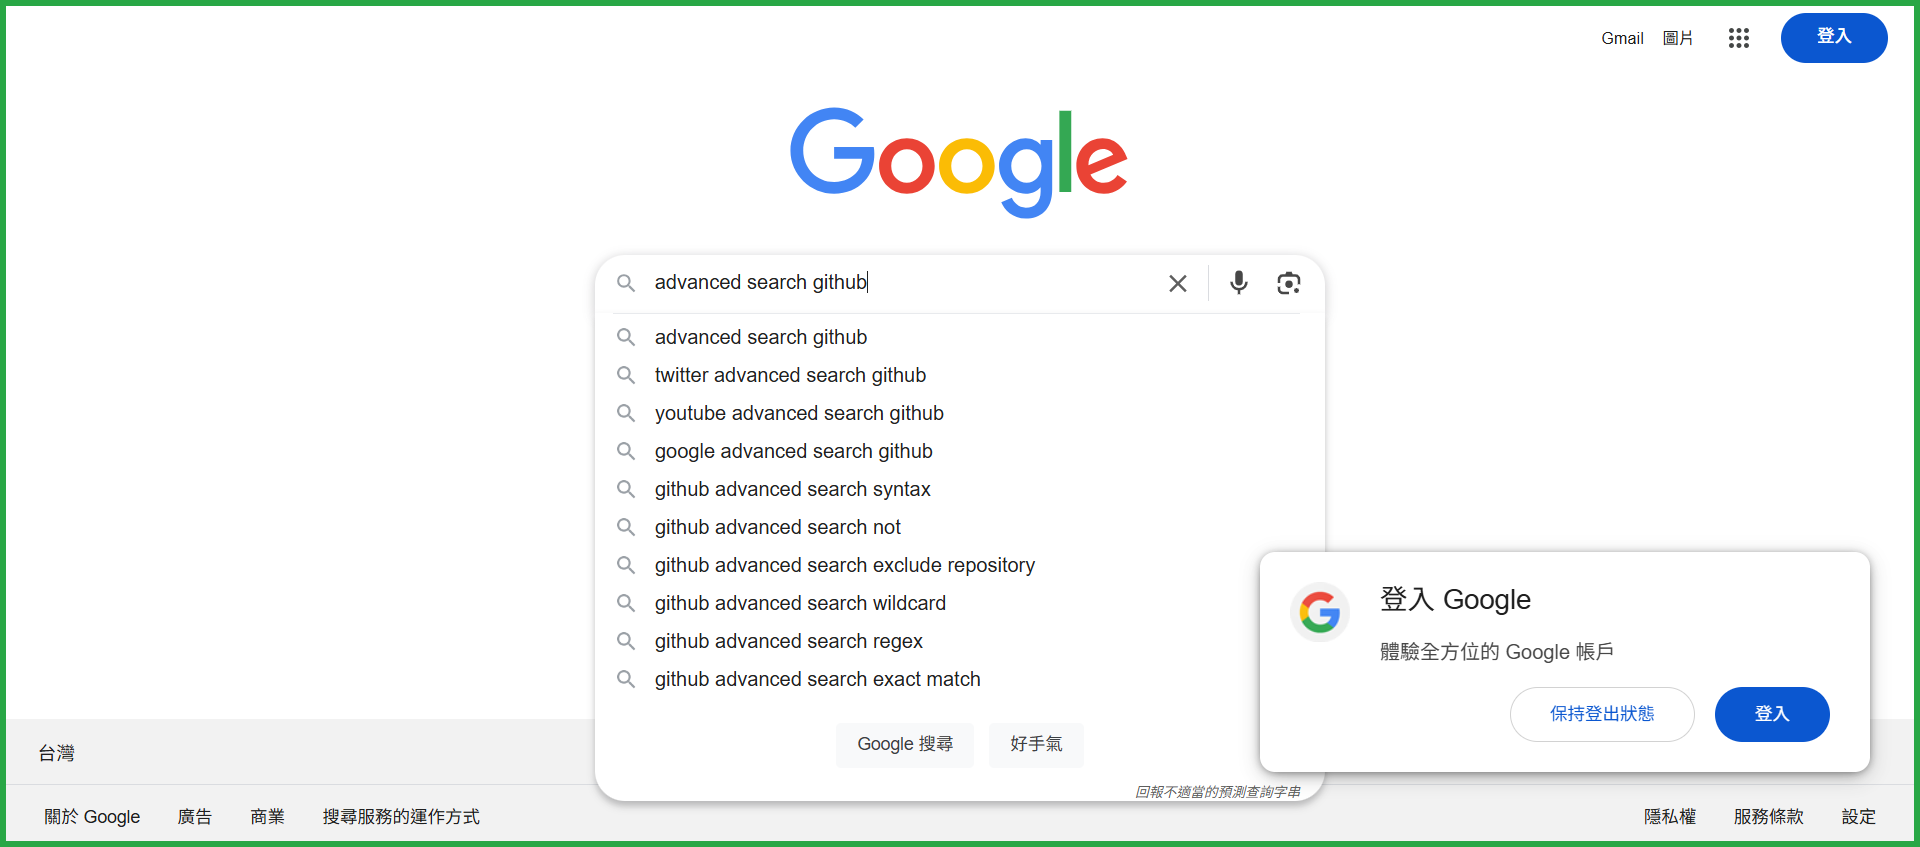 Gmail 圖片 登入
Google
advanced search github
advanced search github
twitter advanced search github
youtube advanced search github
google advanced search github
github advanced search syntax
github advanced search not
github advanced search exclude repository
github advanced search wildcard
github advanced search regex
github advanced search exact match
Google 搜尋 好手氣
回報不適當的預測查詢字串
登入 Google
體驗全方位的 Google 帳戶
保持登出狀態 登入
台灣
關於 Google 廣告 商業 搜尋服務的運作方式 隱私權 服務條款 設定